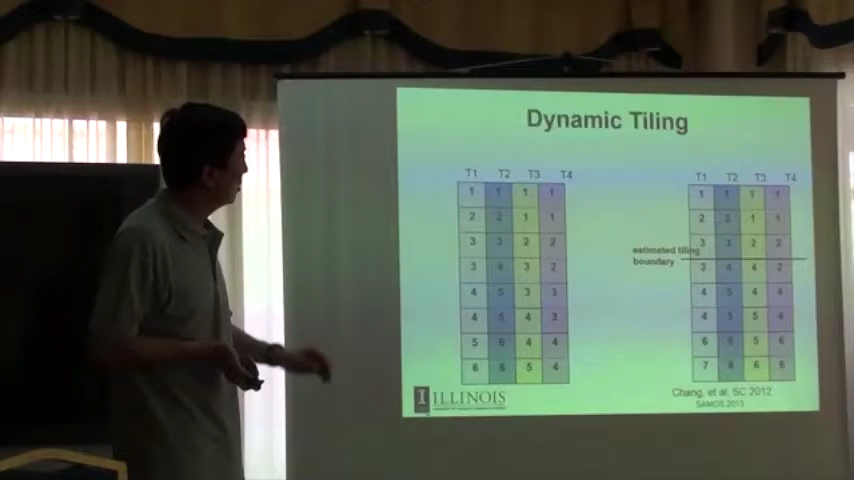 Dynamic Tiling
T1 T2 T3 T4
1 1 1 1
2 2 1 1
3 3 2 2
3 4 3 2
4 5 3 3
4 5 4 3
5 6 4 4
6 6 5 4
T1 T2 T3 T4
1 1 1 1
2 2 1 1
3 3 2 2
estimated tiling
boundary
3 4 4 2
4 5 4 4
4 5 5 4
6 6 6
7 8 6 6
I ILLINOIS
Chang, et al, SC 2012
SAMOS 2013